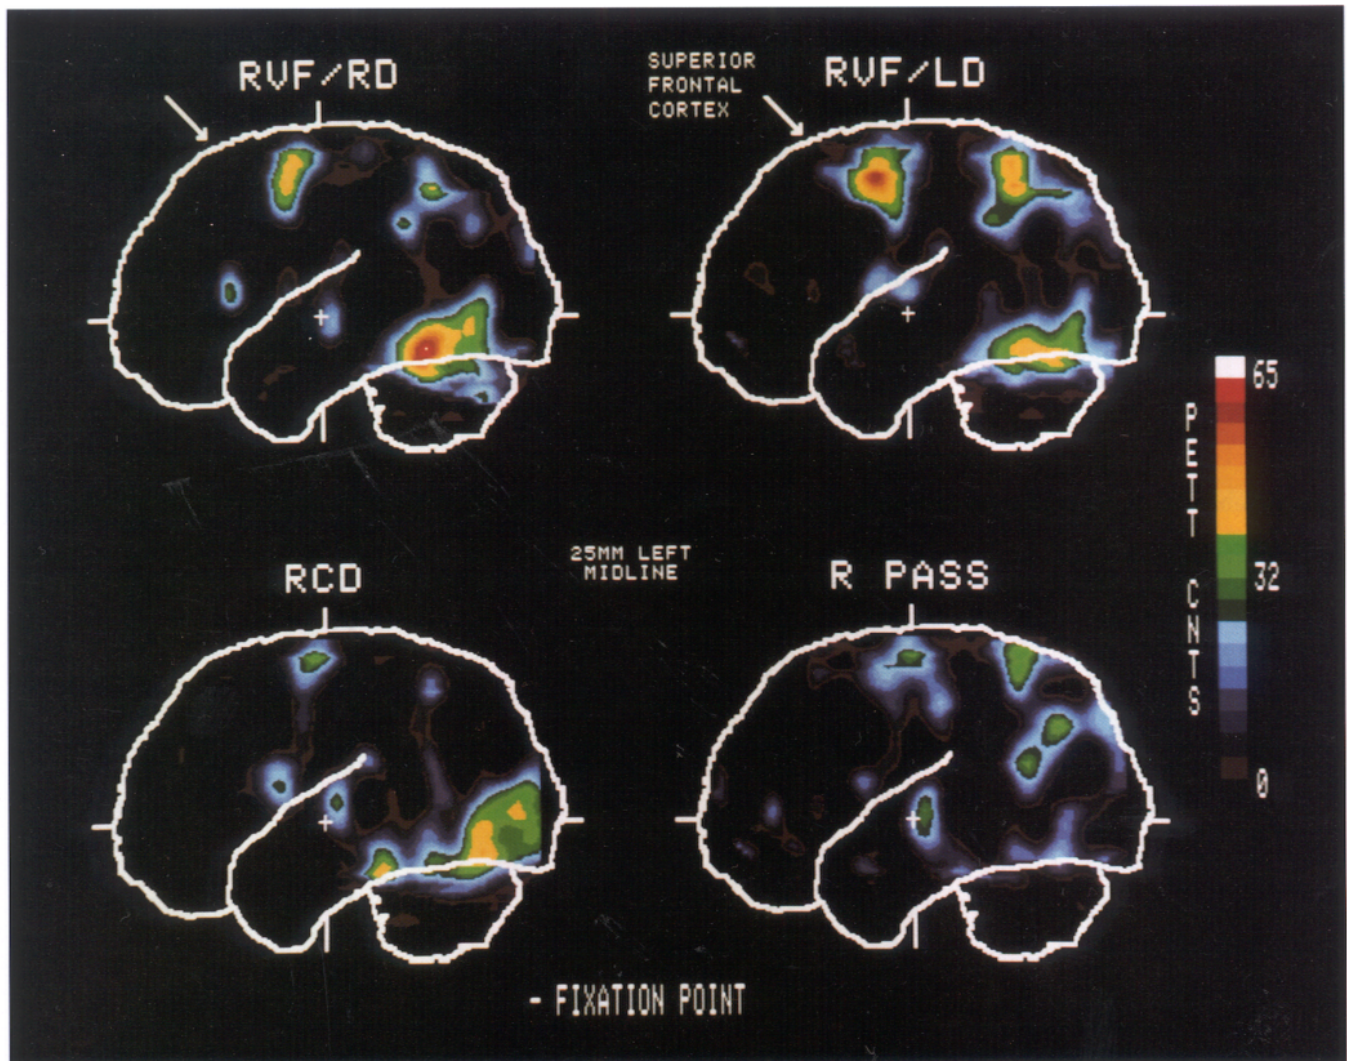 RVF/RD
SUPERIOR
FRONTAL
CORTEX
RVF/LD
65
PETT CNTS
32
0
RCD
25MM LEFT
MIDLINE
R PASS
- FIXATION POINT